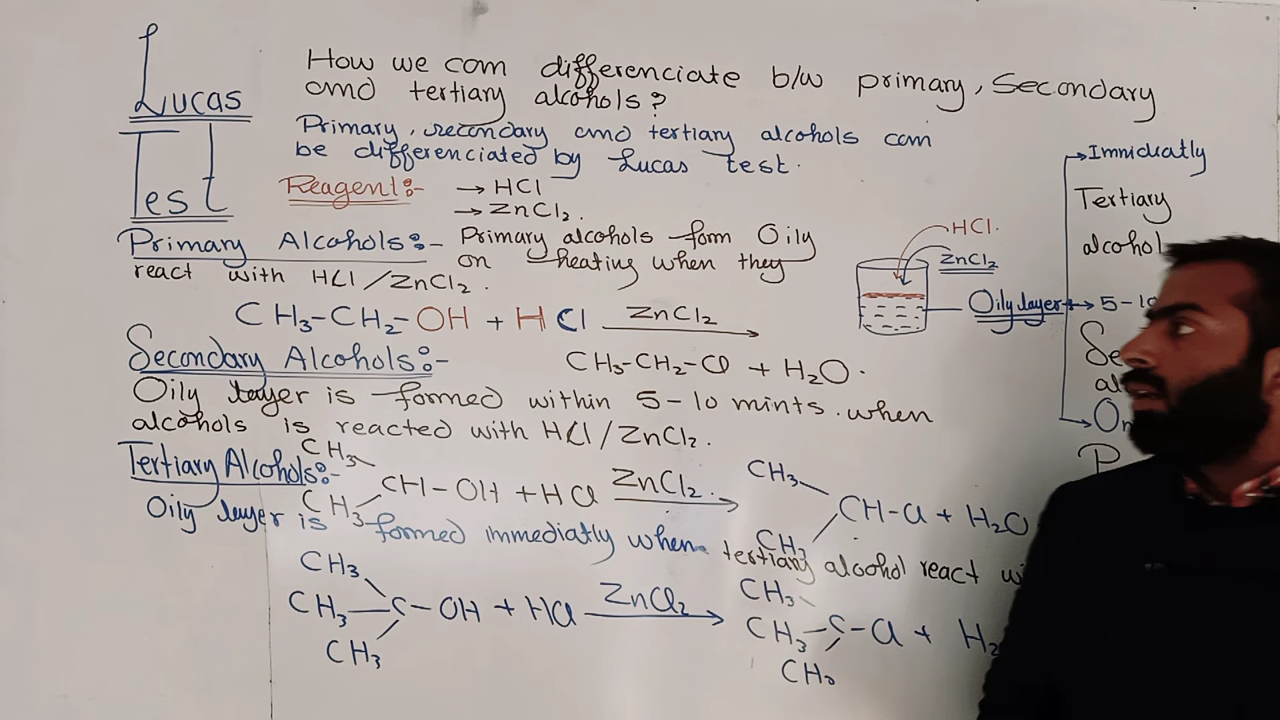 Lucas
Test
How we can differenciate b/w primary, Secondary
and tertiary alcohols?
Primary, secondary and tertiary alcohols can
be differenciated by Lucas test.
Reagent:- → HCl
→ ZnCl2.
Primary Alcohols:- Primary alcohols form Oily
on heating when they
react with HCl/ZnCl2.
CH3-CH2-OH + HCl ZnCl2 →
CH3-CH2-Cl + H2O.
Secondary Alcohols:-
Oily layer is formed within 5-10 mints. when
alcohols is reacted with HCl/ZnCl2.
CH3
CH3
CH-OH + HCl ZnCl2. →
CH3
CH3
CH-Cl + H2O
Tertiary Alcohols:-
Oily layer is formed immediatly when tertiary alcohol react
CH3
CH3
CH3
C-OH + HCl ZnCl2 →
CH3
CH3
CH3
C-Cl + H2
HCl.
ZnCl2
Oily layer
→ Immidiatly
Tertiary
alcohol
→ 5-10